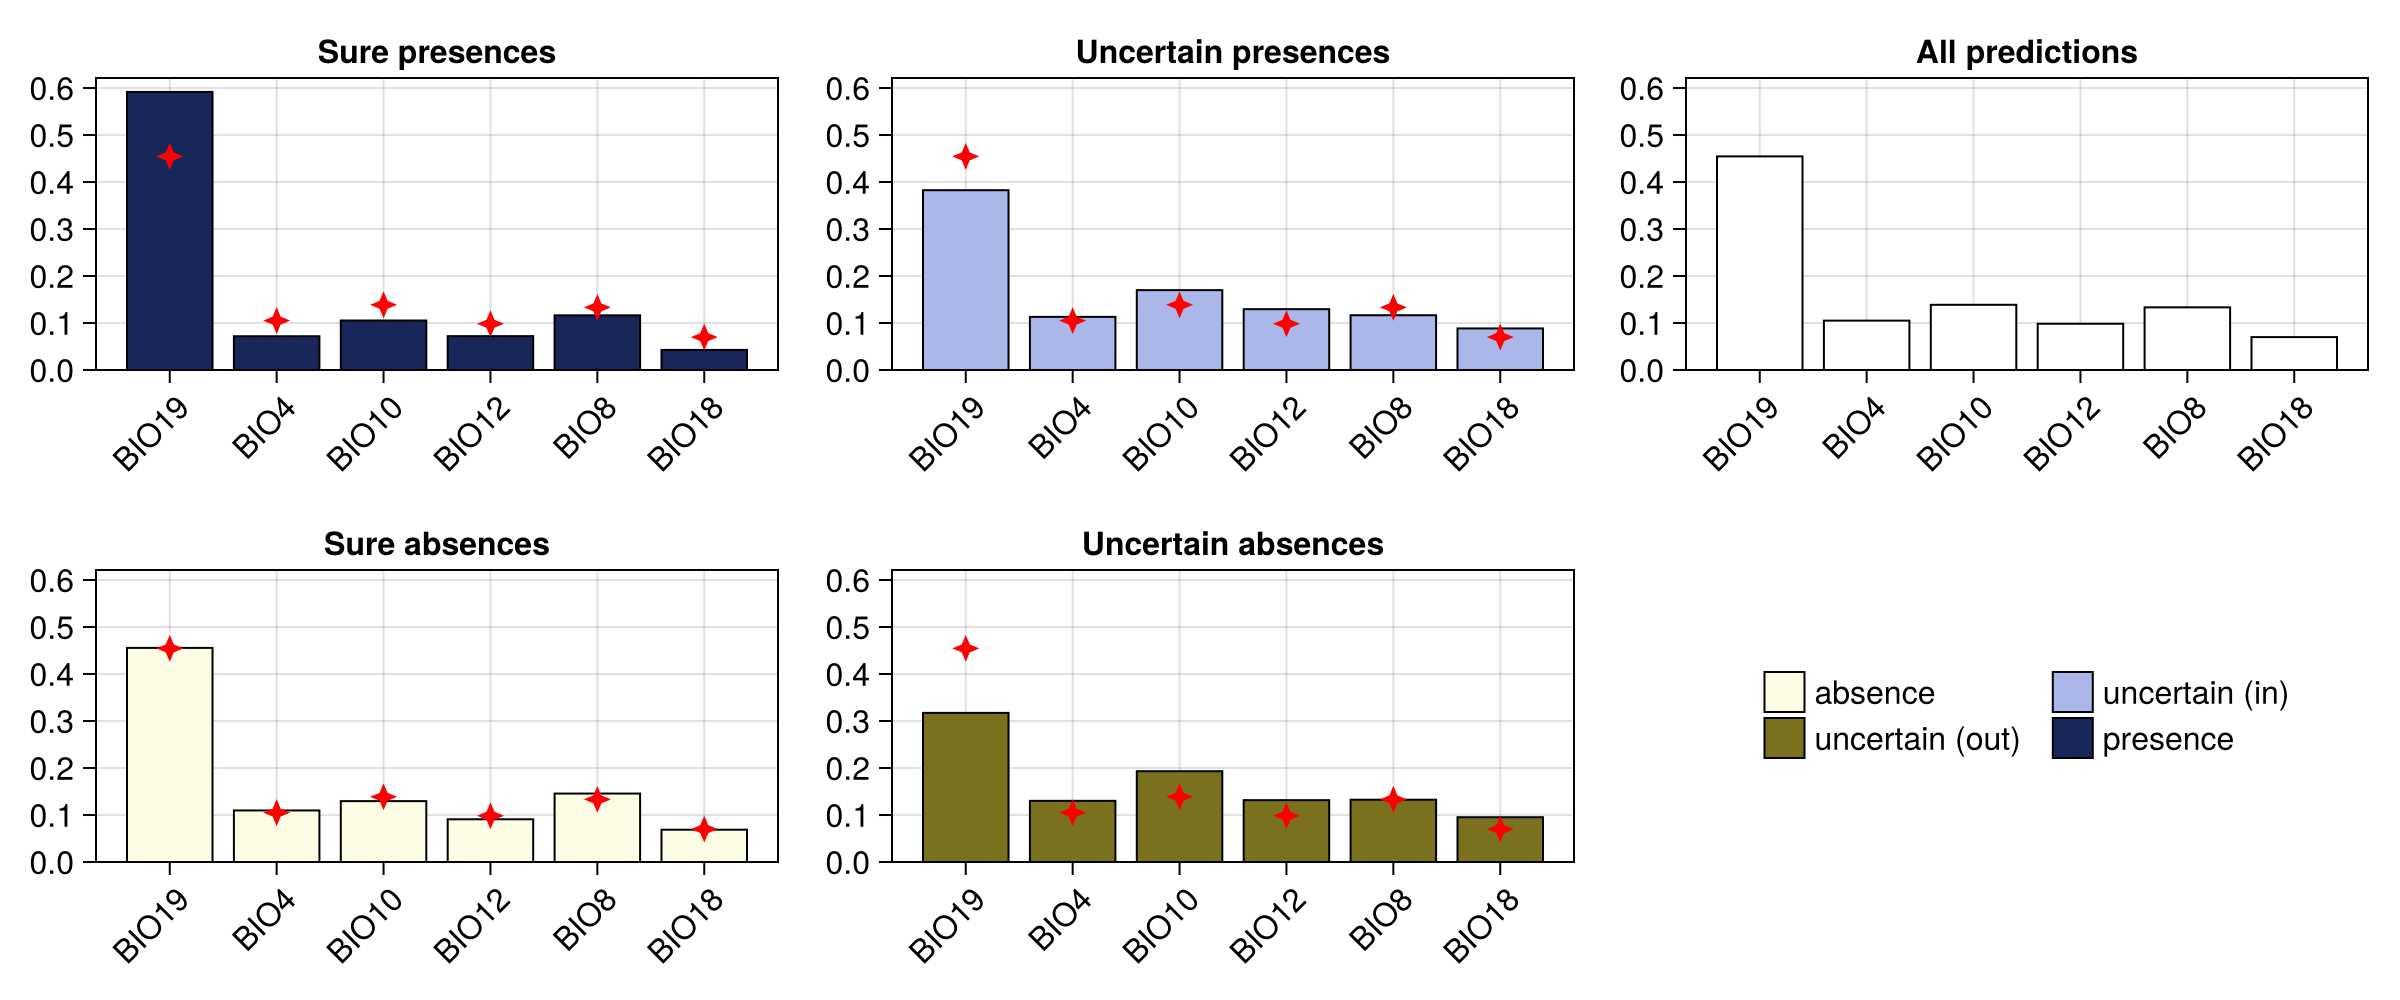 Sure presences
0.6
0.5
0.4
0.3
0.2
0.1
0.0
BIO19 BIO4 BIO10 BIO12 BIO8 BIO18
Uncertain presences
0.6
0.5
0.4
0.3
0.2
0.1
0.0
BIO19 BIO4 BIO10 BIO12 BIO8 BIO18
All predictions
0.6
0.5
0.4
0.3
0.2
0.1
0.0
BIO19 BIO4 BIO10 BIO12 BIO8 BIO18
Sure absences
0.6
0.5
0.4
0.3
0.2
0.1
0.0
BIO19 BIO4 BIO10 BIO12 BIO8 BIO18
Uncertain absences
0.6
0.5
0.4
0.3
0.2
0.1
0.0
BIO19 BIO4 BIO10 BIO12 BIO8 BIO18
absence uncertain (in)
uncertain (out) presence